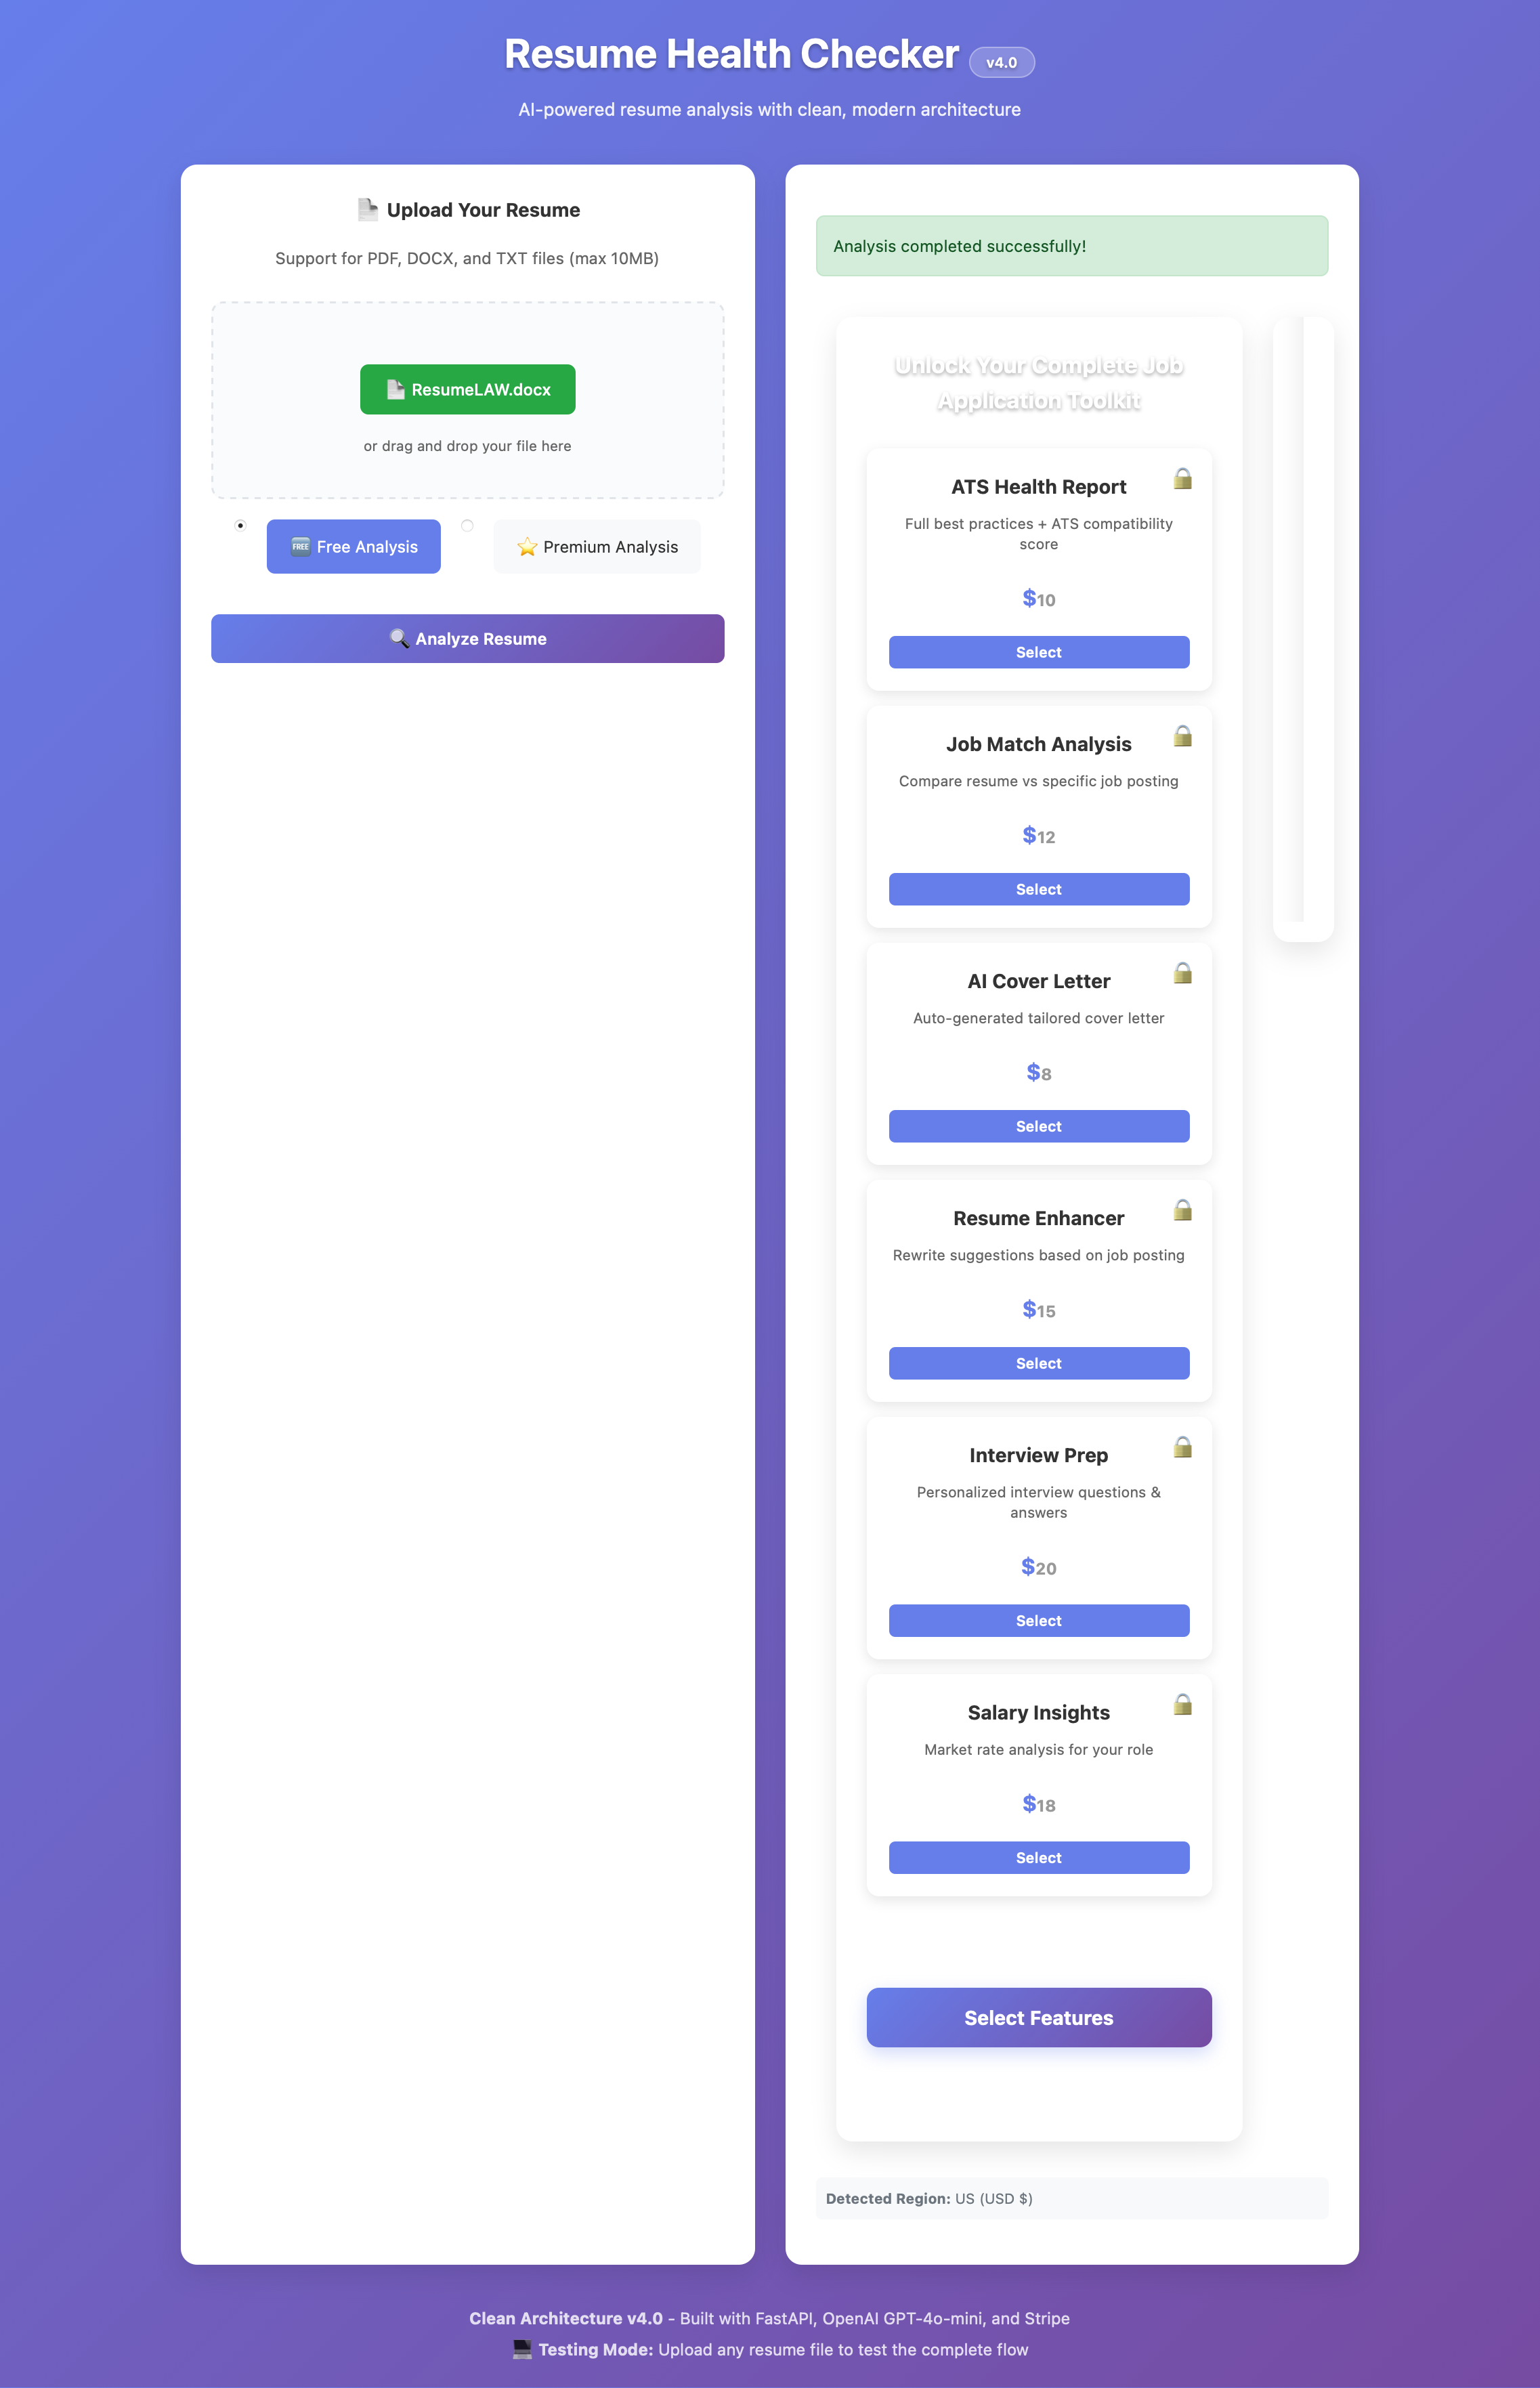 Resume Health Checker v4.0
AI-powered resume analysis with clean, modern architecture
Upload Your Resume
Support for PDF, DOCX, and TXT files (max 10MB)
ResumeLAW.docx
or drag and drop your file here
FREE Free Analysis
Premium Analysis
Analyze Resume
Analysis completed successfully!
Unlock Your Complete Job
Application Toolkit
ATS Health Report
Full best practices + ATS compatibility
score
$10
Select
Job Match Analysis
Compare resume vs specific job posting
$12
Select
AI Cover Letter
Auto-generated tailored cover letter
$8
Select
Resume Enhancer
Rewrite suggestions based on job posting
$15
Select
Interview Prep
Personalized interview questions &
answers
$20
Select
Salary Insights
Market rate analysis for your role
$18
Select
Select Features
Detected Region: US (USD $)
Clean Architecture v4.0 - Built with FastAPI, OpenAI GPT-4o-mini, and Stripe
Testing Mode: Upload any resume file to test the complete flow